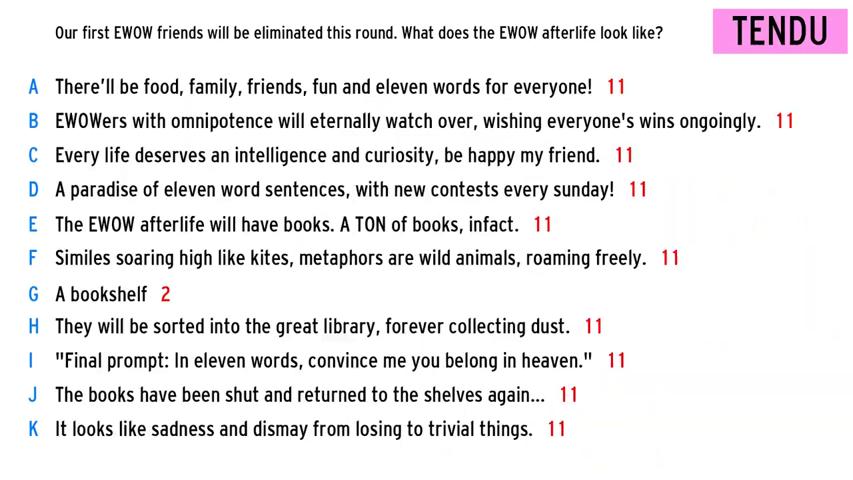 Our first EWOW friends will be eliminated this round. What does the EWOW afterlife look like?
TENDU
A There'll be food, family, friends, fun and eleven words for everyone! 11
B EWOWers with omnipotence will eternally watch over, wishing everyone's wins ongoingly. 11
C Every life deserves an intelligence and curiosity, be happy my friend. 11
D A paradise of eleven word sentences, with new contests every sunday! 11
E The EWOW afterlife will have books. A TON of books, infact. 11
F Similes soaring high like kites, metaphors are wild animals, roaming freely. 11
G A bookshelf 2
H They will be sorted into the great library, forever collecting dust. 11
I "Final prompt: In eleven words, convince me you belong in heaven." 11
J The books have been shut and returned to the shelves again... 11
K It looks like sadness and dismay from losing to trivial things. 11